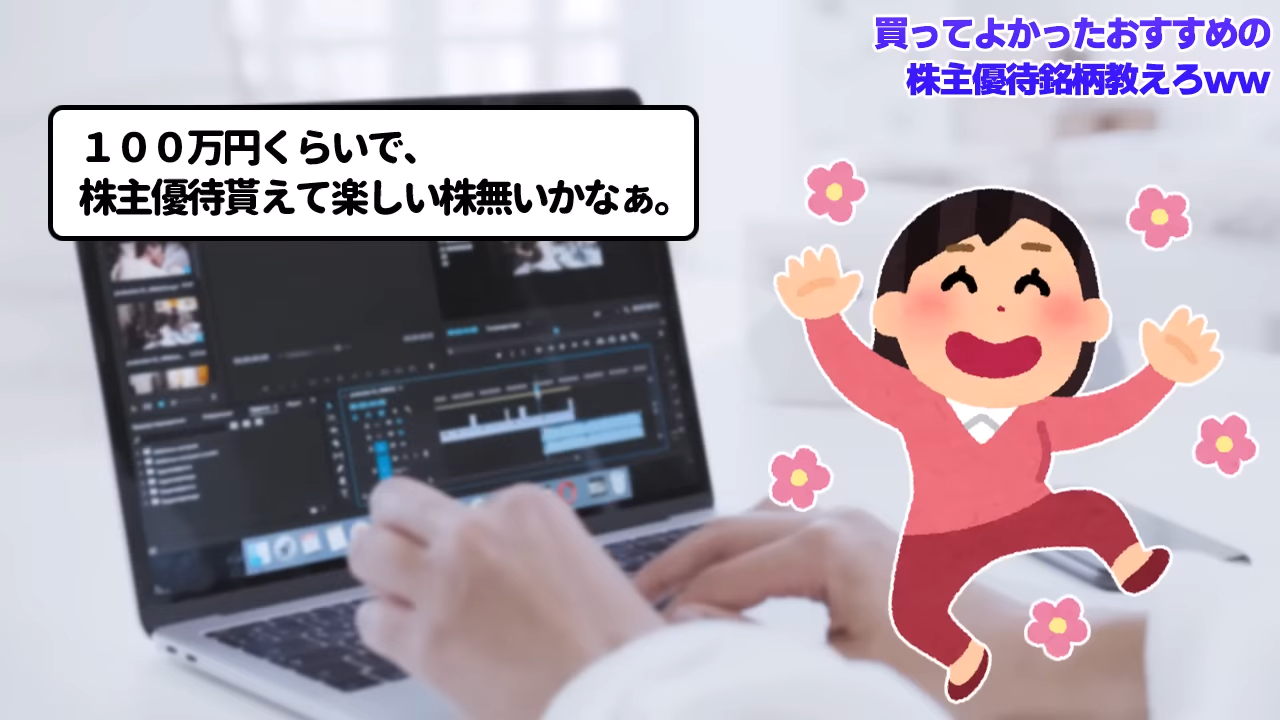 買ってよかったおすすめの
株主優待銘柄教えろww
１００万円くらいで、
株主優待貰えて楽しい株無いかなぁ。